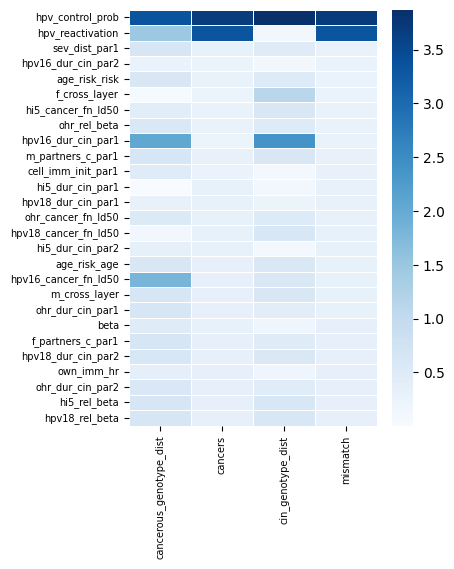 hpv_control_prob
hpv_reactivation
sev_dist_par1
hpv16_dur_cin_par2
age_risk_risk
f_cross_layer
hi5_cancer_fn_ld50
ohr_rel_beta
hpv16_dur_cin_par1
m_partners_c_par1
cell_imm_init_par1
hi5_dur_cin_par1
hpv18_dur_cin_par1
ohr_cancer_fn_ld50
hpv18_cancer_fn_ld50
hi5_dur_cin_par2
age_risk_age
hpv16_cancer_fn_ld50
m_cross_layer
ohr_dur_cin_par1
beta
f_partners_c_par1
hpv18_dur_cin_par2
own_imm_hr
ohr_dur_cin_par2
hi5_rel_beta
hpv18_rel_beta
cancerous_genotype_dist
cancers
cin_genotype_dist
mismatch
3.5
3.0
2.5
2.0
1.5
1.0
0.5